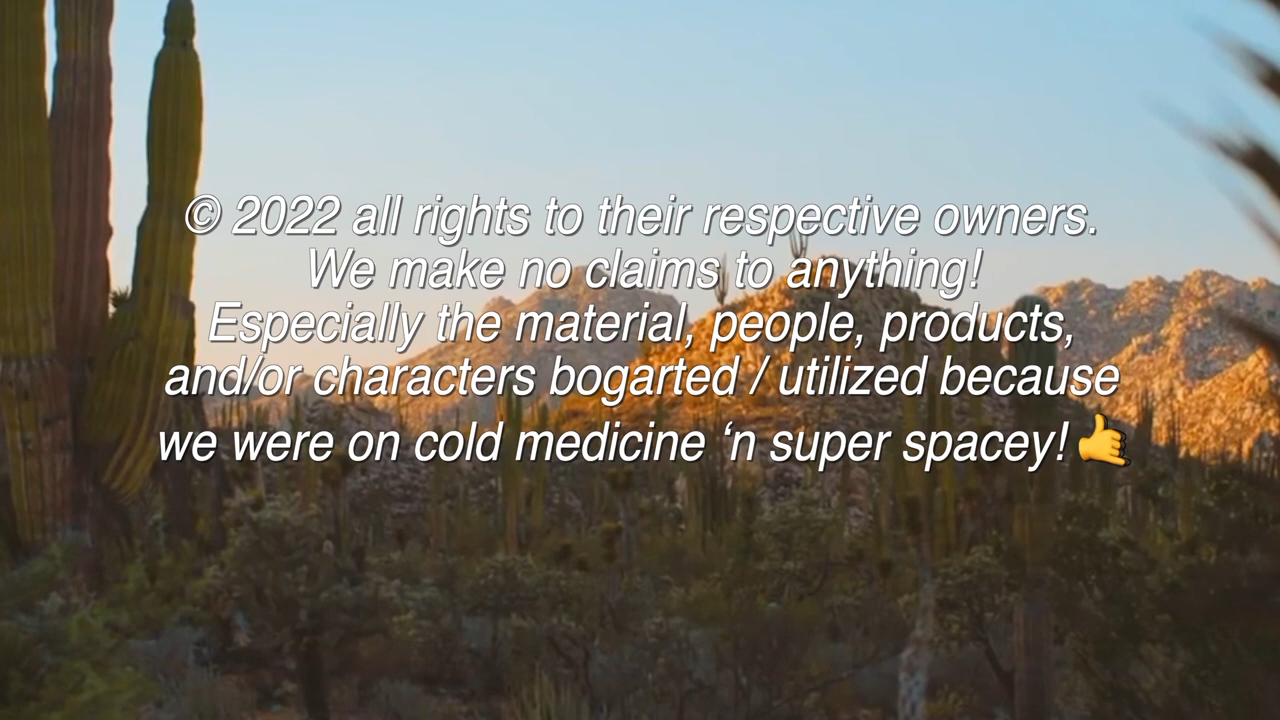 © 2022 all rights to their respective owners.
We make no claims to anything!
Especially the material, people, products,
and/or characters bogarted / utilized because
we were on cold medicine ‘n super spacey! 🤙